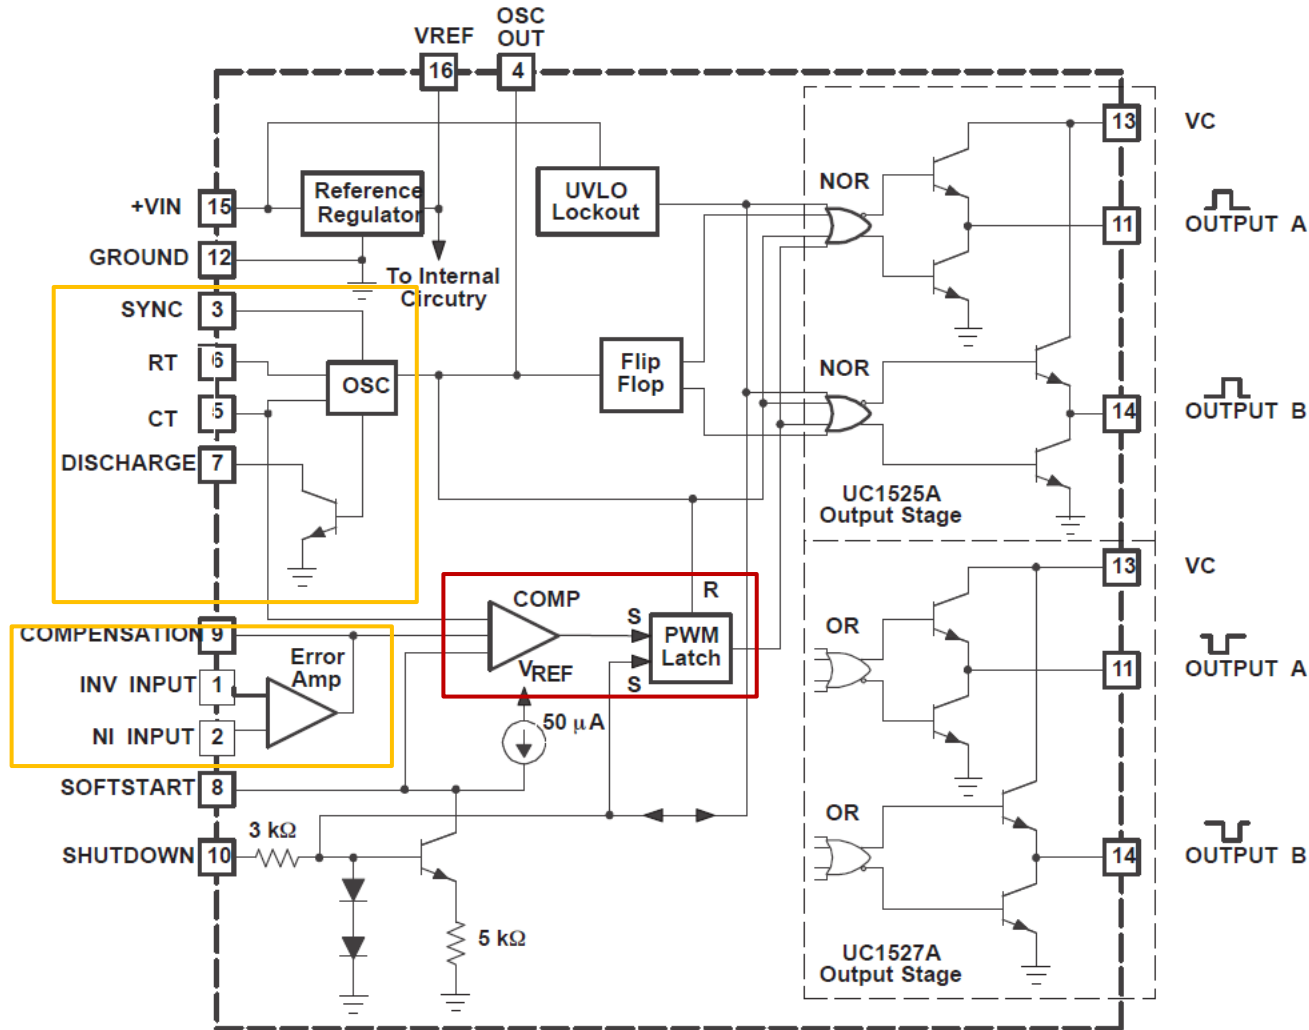 VREF
OSC
OUT
16
4
13
VC
+VIN
15
Reference
Regulator
UVLO
Lockout
NOR
11
OUTPUT A
GROUND
12
To Internal
Circutry
SYNC
3
RT
6
OSC
Flip
Flop
NOR
CT
5
14
OUTPUT B
DISCHARGE
7
UC1525A
Output Stage
13
VC
R
COMP
S
PWM
Latch
S
VREF
OR
COMPENSATION
9
Error
Amp
INV INPUT
1
11
OUTPUT A
NI INPUT
2
50 µA
SOFTSTART
8
OR
3 kΩ
SHUTDOWN
10
14
OUTPUT B
5 kΩ
UC1527A
Output Stage